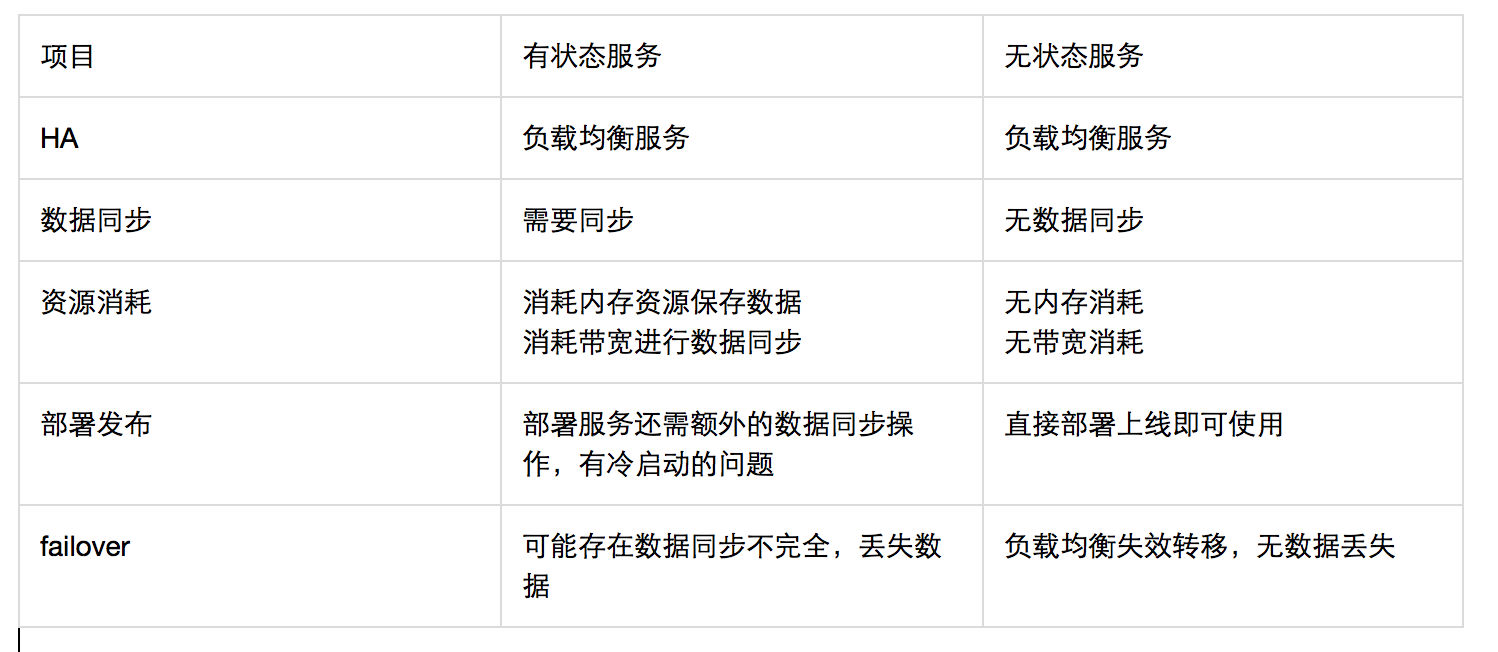 项目 有状态服务 无状态服务
HA 负载均衡服务 负载均衡服务
数据同步 需要同步 无数据同步
资源消耗 消耗内存资源保存数据 无内存消耗
消耗带宽进行数据同步 无带宽消耗
部署发布 部署服务还需额外的数据同步操 直接部署上线即可使用
作，有冷启动的问题
failover 可能存在数据同步不完全，丢失数 负载均衡失效转移，无数据丢失
据